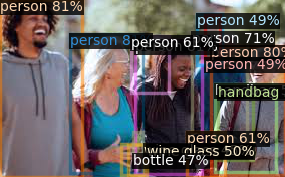 person 81%
person 49%
person 8
person 61%
son 71%
person 80%
person 49%
handbag
person 61%
wine glass 50%
bottle 47%